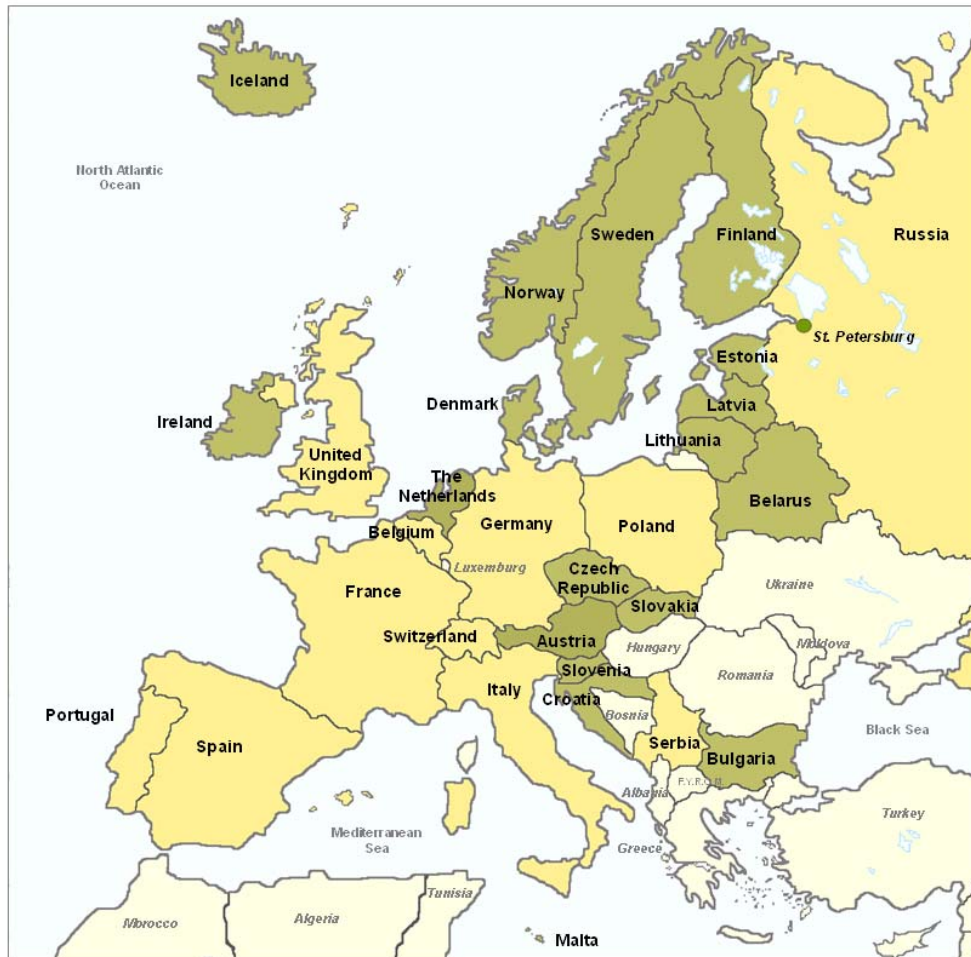 Iceland
North Atlantic
Ocean
Sweden
Finland
Russia
Norway
St. Petersburg
Estonia
Denmark
Latvia
Ireland
Lithuania
United
Kingdom
The
Netherlands
Belarus
Belgium
Germany
Poland
Luxemburg
Czech
Republic
Ukraine
France
Slovakia
Switzerland
Austria
Hungary
Moldova
Slovenia
Romania
Italy
Croatia
Bosnia
Portugal
Spain
Serbia
Black Sea
Bulgaria
Albania
F.Y.R.O.M.
Turkey
Mediterranean
Sea
Greece
Tunisia
Morocco
Algeria
Malta